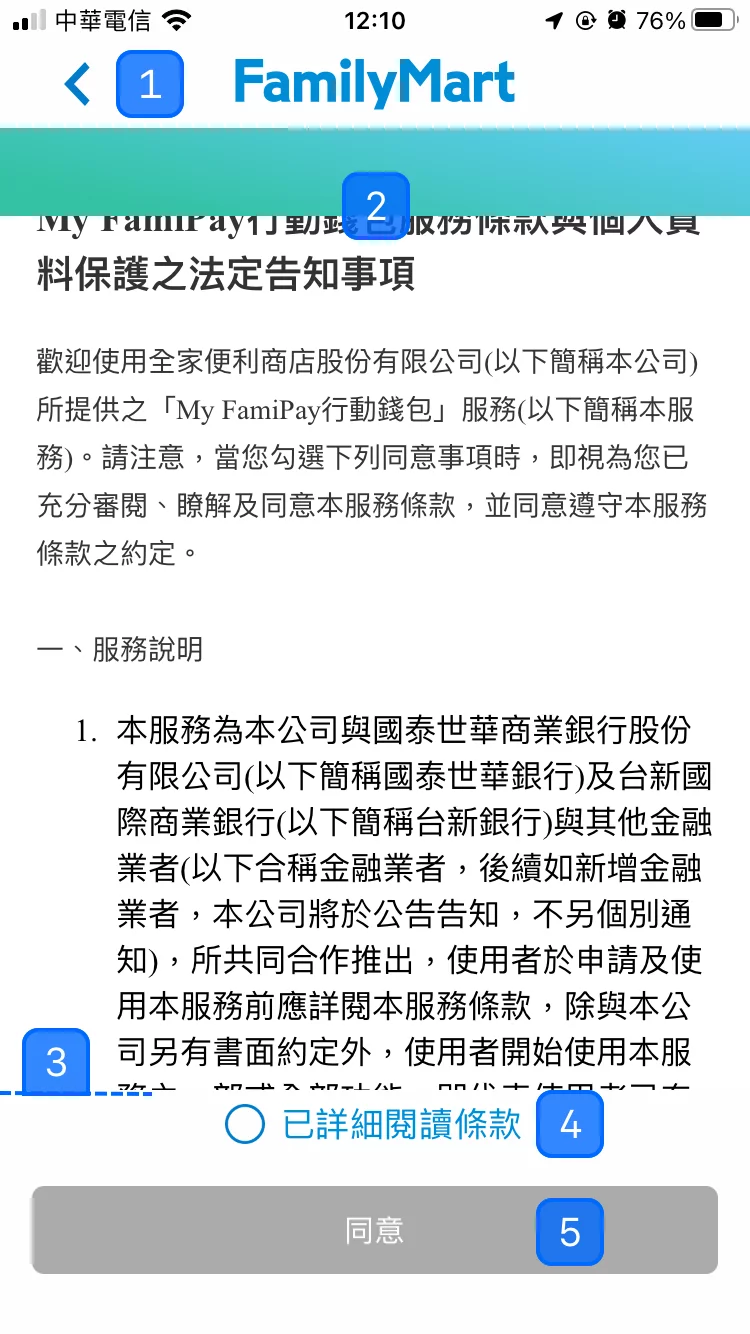 中華電信 12:10 76%
1 FamilyMart
2
My FamiPay行動錢包服務條款與個人資
料保護之法定告知事項
歡迎使用全家便利商店股份有限公司(以下簡稱本公司)
所提供之「My FamiPay行動錢包」服務(以下簡稱本服
務)。請注意，當您勾選下列同意事項時，即視為您已
充分審閱、瞭解及同意本服務條款，並同意遵守本服務
條款之約定。
一、服務說明
1. 本服務為本公司與國泰世華商業銀行股份
有限公司(以下簡稱國泰世華銀行)及台新國
際商業銀行(以下簡稱台新銀行)與其他金融
業者(以下合稱金融業者，後續如新增金融
業者，本公司將於公告告知，不另個別通
知)，所共同合作推出，使用者於申請及使
用本服務前應詳閱本服務條款，除與本公
司另有書面約定外，使用者開始使用本服
3
已詳細閱讀條款 4
同意 5